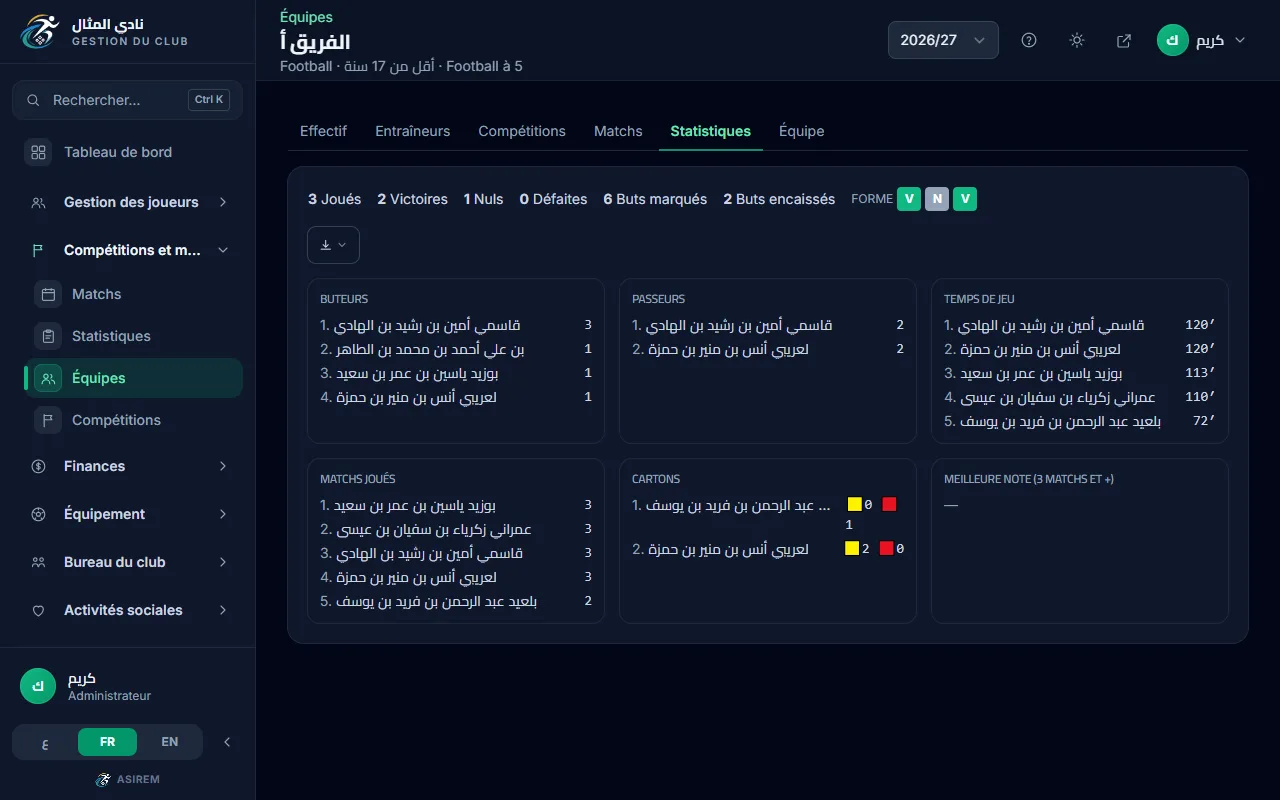 نادي المثال
GESTION DU CLUB
Rechercher... Ctrl K
Tableau de bord
Gestion des joueurs
Compétitions et m...
Matchs
Statistiques
Équipes
Compétitions
Finances
Équipement
Bureau du club
Activités sociales
كريم
Administrateur
ع FR EN
ASIREM
Équipes
الفريق أ
Football · أقل من 17 سنة · Football à 5
2026/27
ك كريم
Effectif Entraîneurs Compétitions Matchs Statistiques Équipe
3 Joués 2 Victoires 1 Nuls 0 Défaites 6 Buts marqués 2 Buts encaissés FORME V N V
BUTEURS
1. قاسمي أمين بن رشيد بن الهادي 3
2. بن علي أحمد بن محمد بن الطاهر 1
3. بوزيد ياسين بن عمر بن سعيد 1
4. لعريبي أنس بن منير بن حمزة 1
PASSEURS
1. قاسمي أمين بن رشيد بن الهادي 2
2. لعريبي أنس بن منير بن حمزة 2
TEMPS DE JEU
1. قاسمي أمين بن رشيد بن الهادي 120′
2. لعريبي أنس بن منير بن حمزة 120′
3. بوزيد ياسين بن عمر بن سعيد 113′
4. عمراني زكرياء بن سفيان بن عيسى 110′
5. بلعيد عبد الرحمن بن فريد بن يوسف 72′
MATCHS JOUÉS
1. بوزيد ياسين بن عمر بن سعيد 3
2. عمراني زكرياء بن سفيان بن عيسى 3
3. قاسمي أمين بن رشيد بن الهادي 3
4. لعريبي أنس بن منير بن حمزة 3
5. بلعيد عبد الرحمن بن فريد بن يوسف 2
CARTONS
1. عبد الرحمن بن فريد بن يوسف ... 0
1
2. لعريبي أنس بن منير بن حمزة 2 0
MEILLEURE NOTE (3 MATCHS ET +)
—